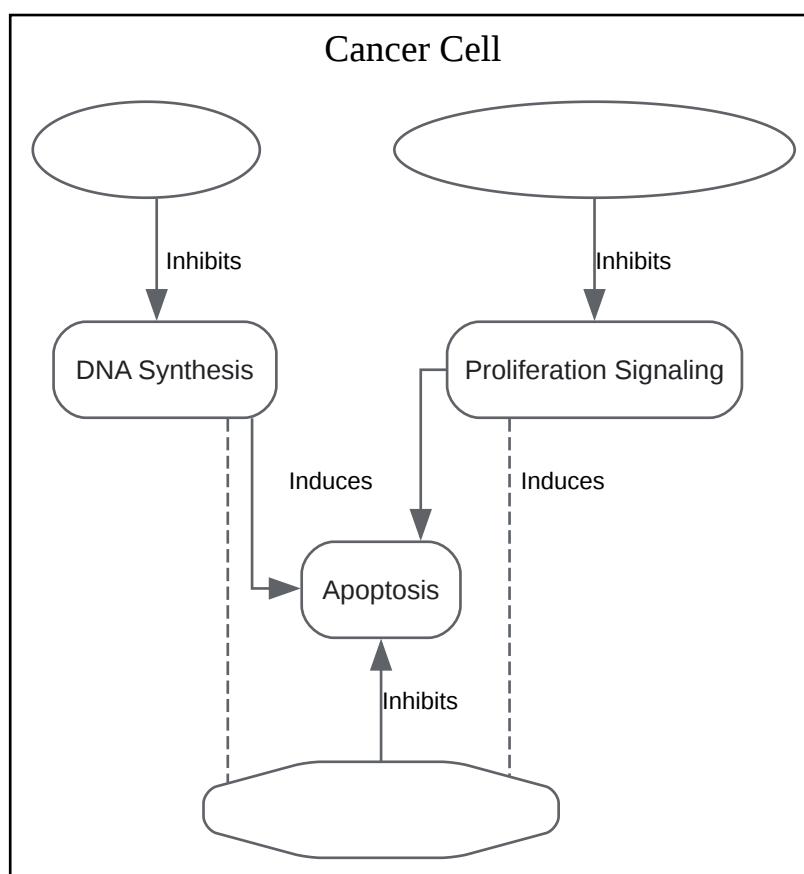 Cancer Cell
Inhibits
Inhibits
DNA Synthesis
Proliferation Signaling
Induces
Induces
Apoptosis
Inhibits